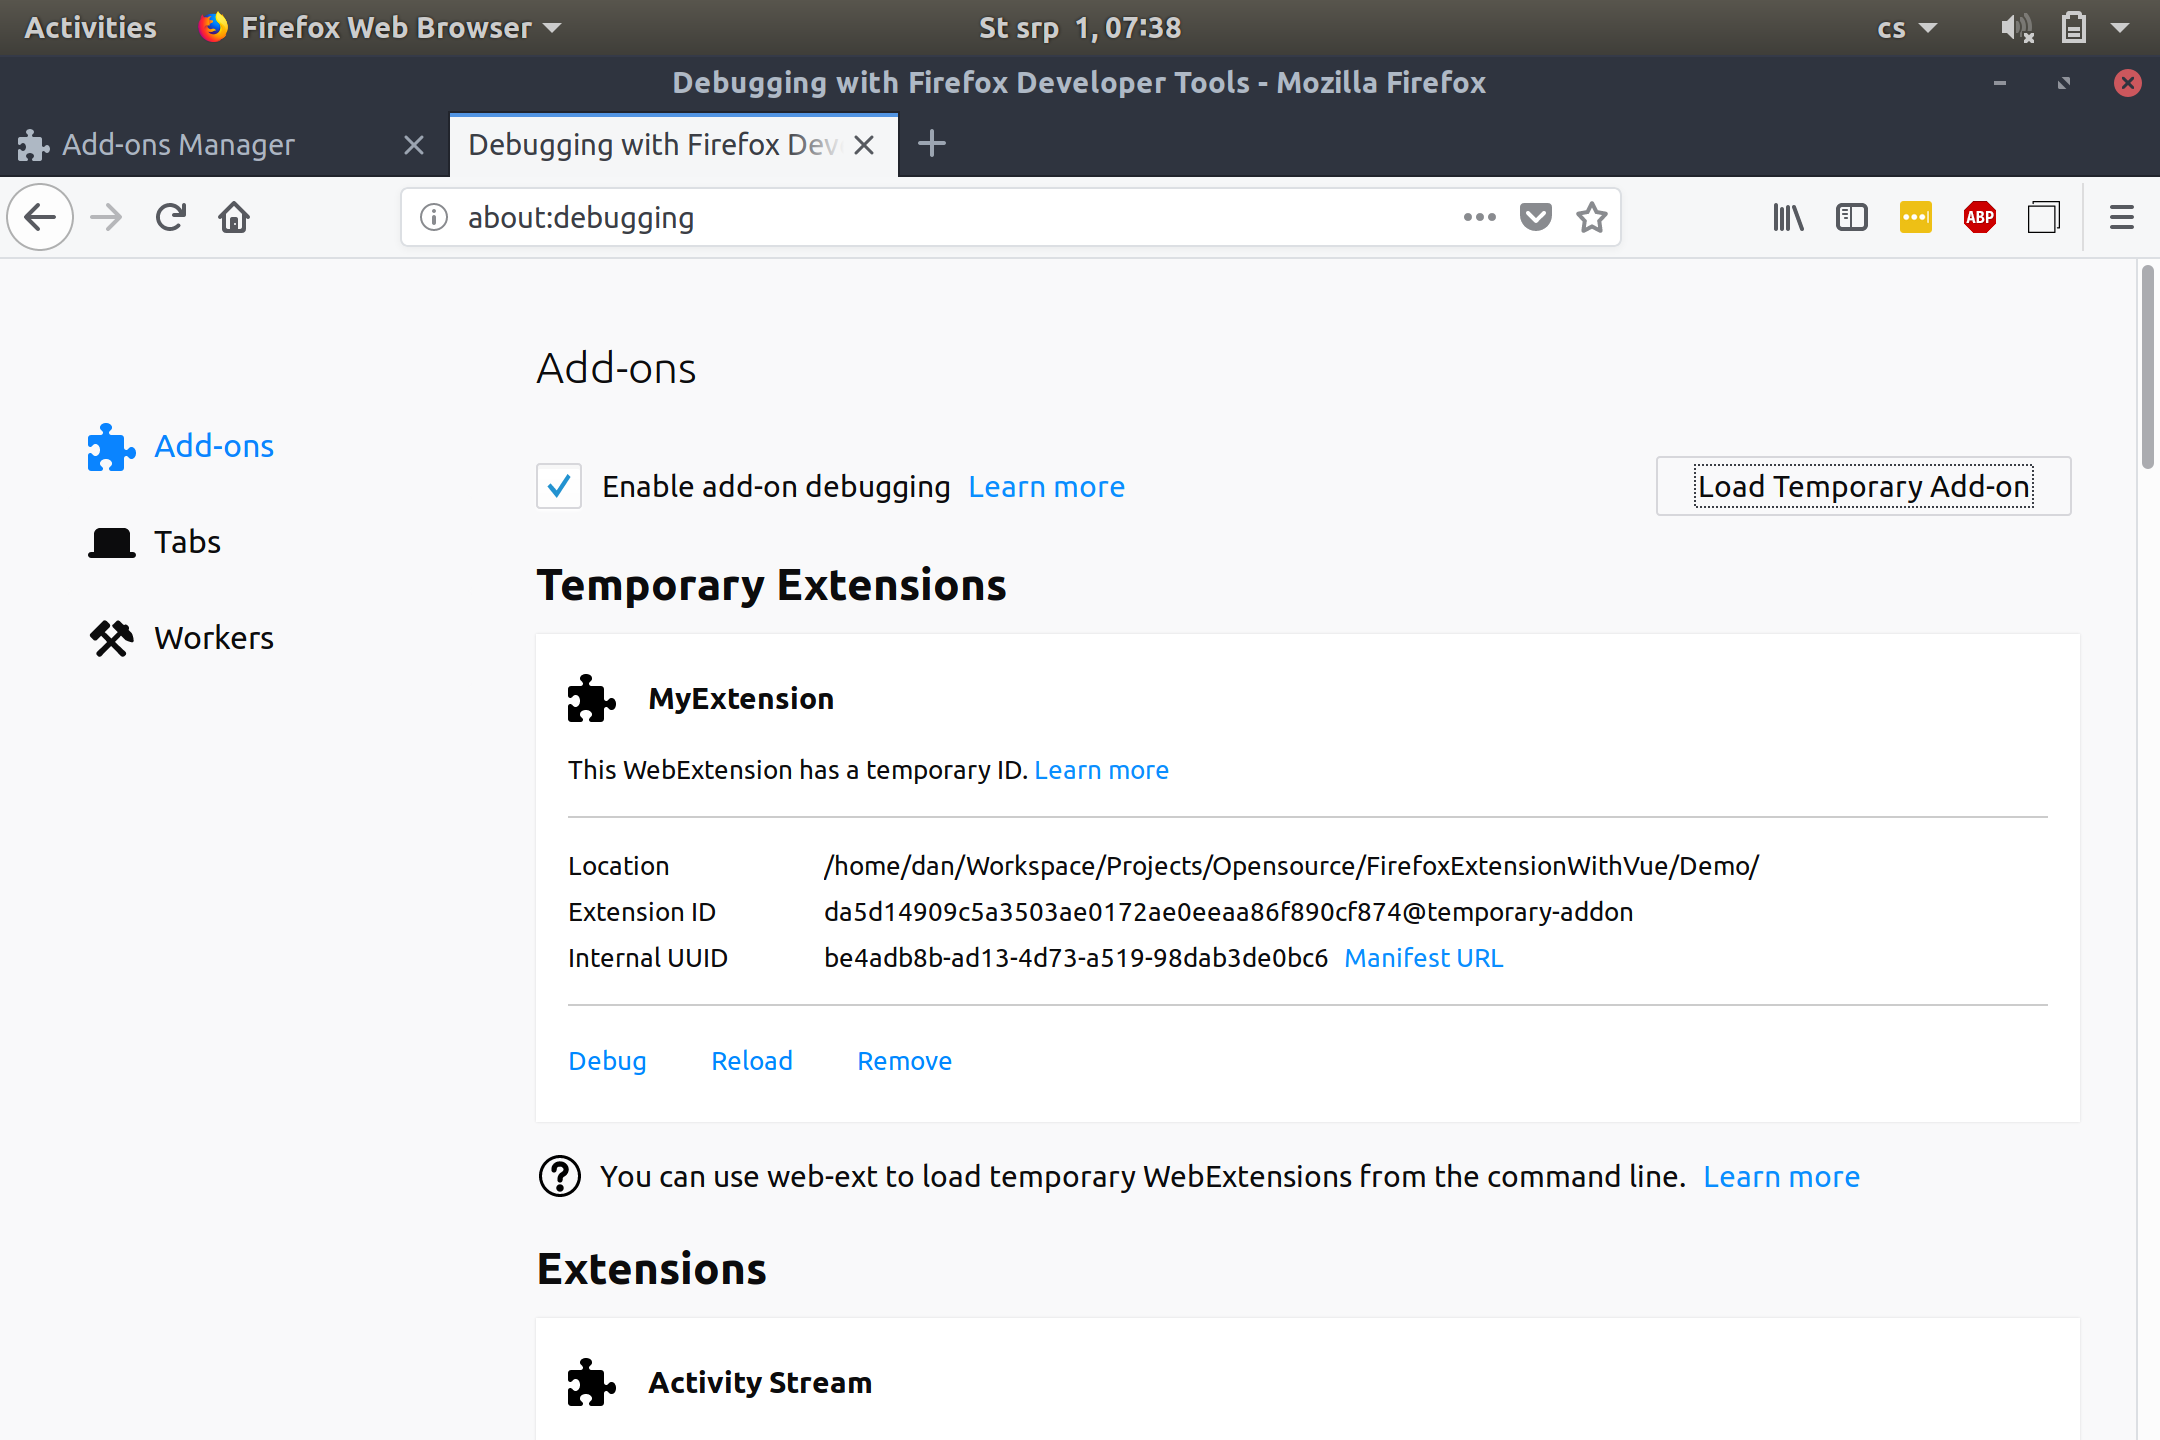 Activities Firefox Web Browser St srp 1, 07:38 cs
Debugging with Firefox Developer Tools - Mozilla Firefox
Add-ons Manager Debugging with Firefox Dev
about:debugging ABP
Add-ons
Add-ons
Tabs
Workers
Enable add-on debugging Learn more Load Temporary Add-on
Temporary Extensions
MyExtension
This WebExtension has a temporary ID. Learn more
Location /home/dan/Workspace/Projects/Opensource/FirefoxExtensionWithVue/Demo/
Extension ID da5d14909c5a3503ae0172ae0eeaa86f890cf874@temporary-addon
Internal UUID be4adb8b-ad13-4d73-a519-98dab3de0bc6 Manifest URL
Debug Reload Remove
You can use web-ext to load temporary WebExtensions from the command line. Learn more
Extensions
Activity Stream